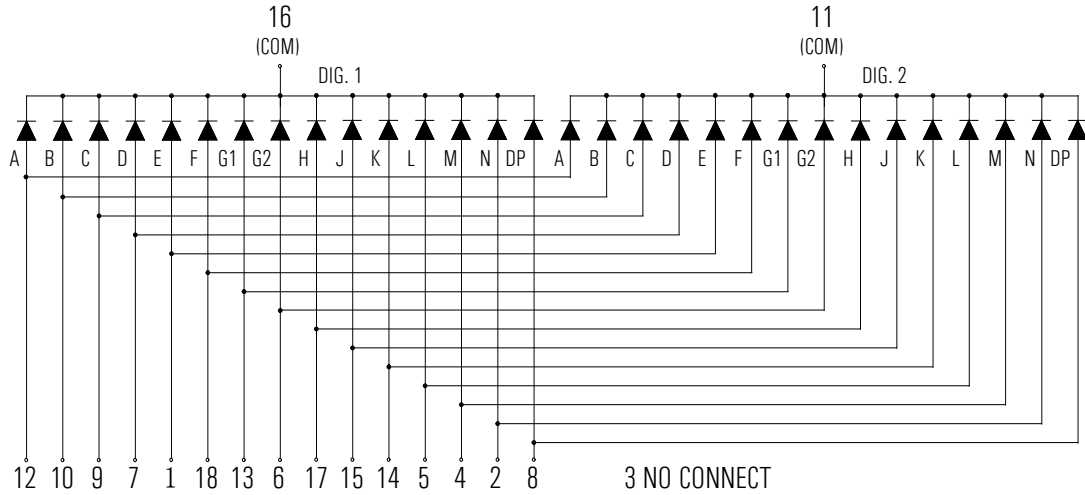 16 11
(COM) (COM)
DIG. 1 DIG. 2
A B C D E F G1 G2 H J K L M N DP A B C D E F G1 G2 H J K L M N DP
12 10 9 7 1 18 13 6 17 15 14 5 4 2 8 3 NO CONNECT